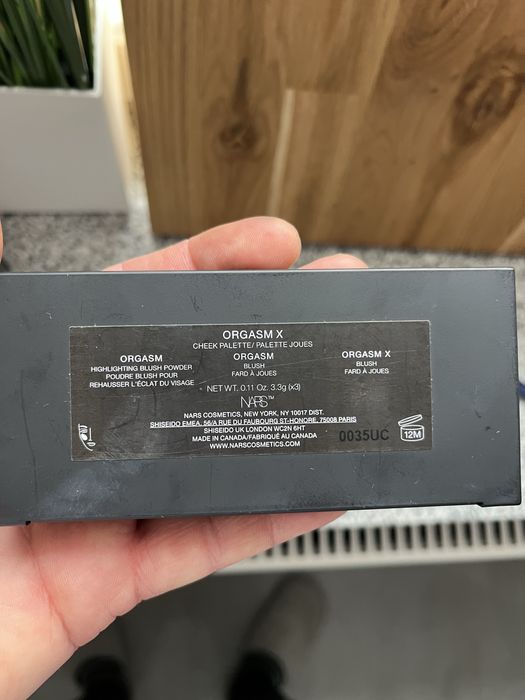 ORGASM X
CHEEK PALETTE/ PALETTE JOUES
ORGASM
HIGHLIGHTING BLUSH POWDER
POUDRE BLUSH POUR
REHAUSSER L'ÉCLAT DU VISAGE
ORGASM
BLUSH
FARD À JOUES
ORGASM X
BLUSH
FARD À JOUES
NET WT. 0.11 Oz. 3.3g (x3)
NARS™
NARS COSMETICS, NEW YORK, NY 10017 DIST.
SHISEIDO EMEA, 56/A RUE DU FAUBOURG ST-HONORE, 75008 PARIS
SHISEIDO UK LONDON WC2N 6HT
MADE IN CANADA/FABRIQUÉ AU CANADA
WWW.NARSCOSMETICS.COM
0035UC
12M